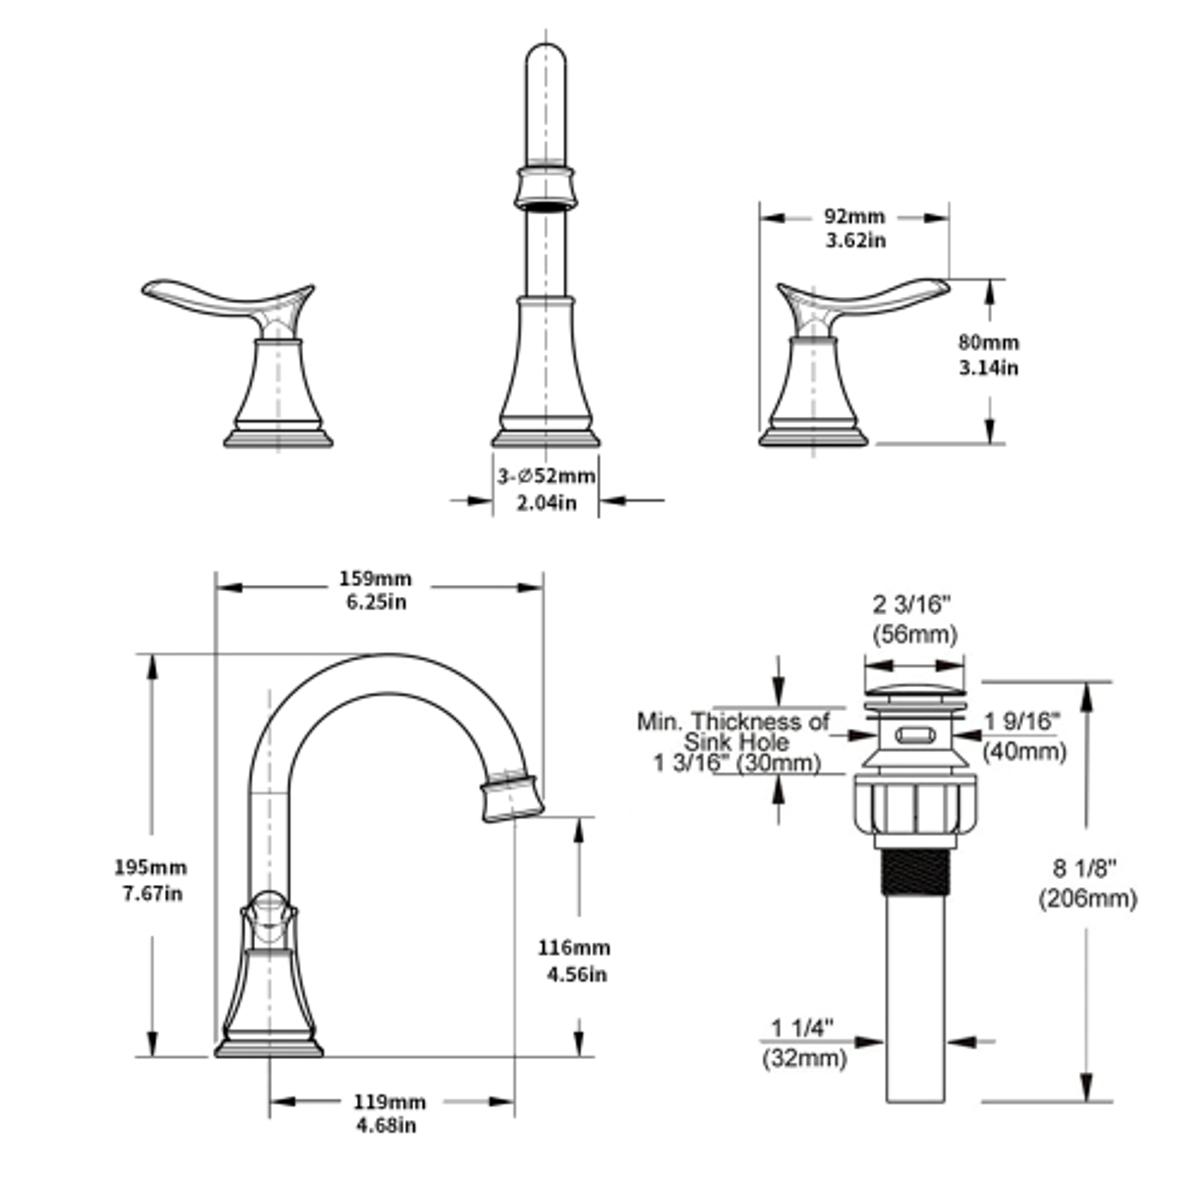 92mm
3.62in
80mm
3.14in
3-Ø52mm
2.04in
159mm
6.25in
195mm
7.67in
116mm
4.56in
119mm
4.68in
2 3/16"
(56mm)
Min. Thickness of
Sink Hole
1 3/16" (30mm)
1 9/16"
(40mm)
8 1/8"
(206mm)
1 1/4"
(32mm)